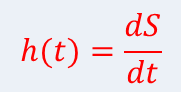 h(t) = dS/dt